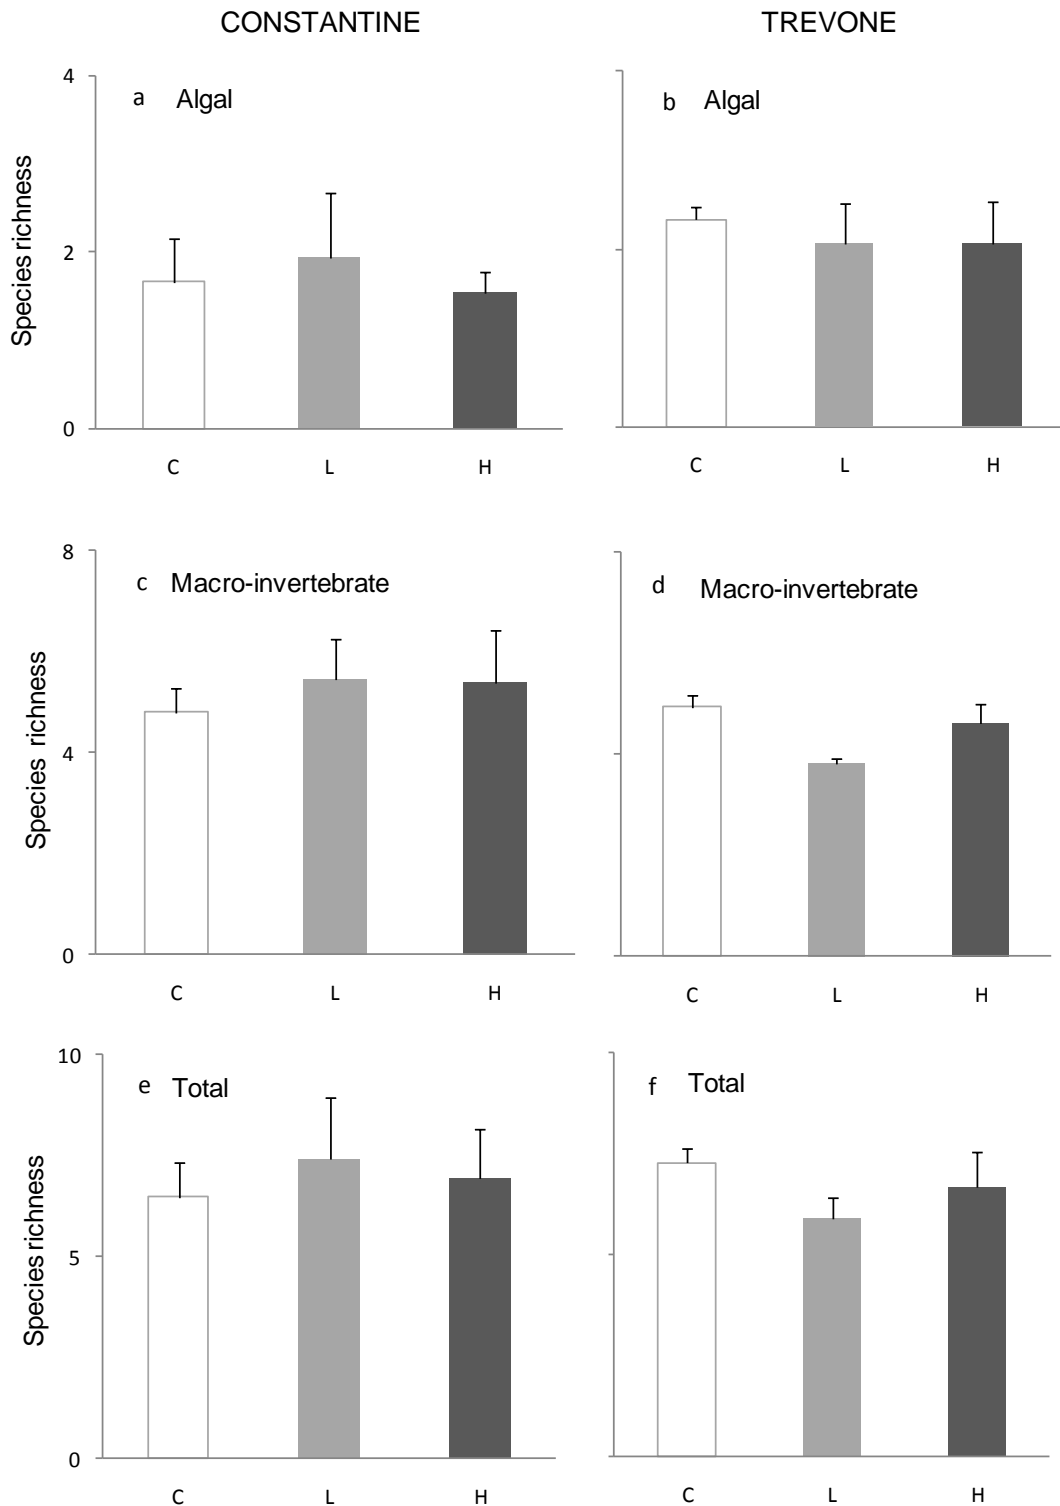 CONSTANTINE TREVONE
4
a Algal b Algal
Species richness
2
0
C L H C L H
8
c Macro-invertebrate d Macro-invertebrate
Species richness
4
0
C L H C L H
10
e Total f Total
Species richness
5
0
C L H C L H